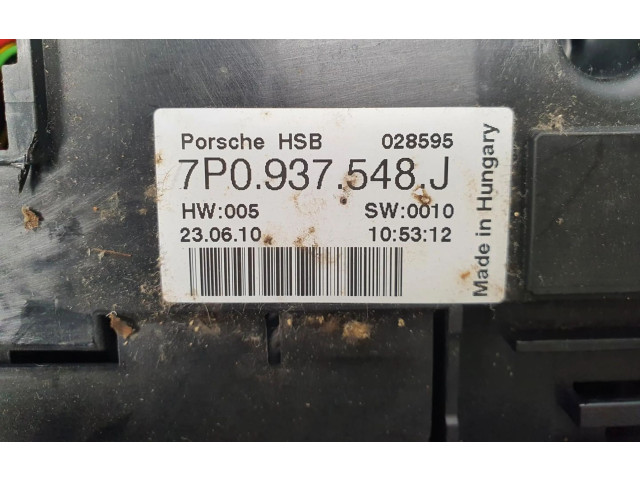 Porsche HSB 028595
7P0.937.548.J
HW:005 SW:0010
23.06.10 10:53:12
Made in Hungary